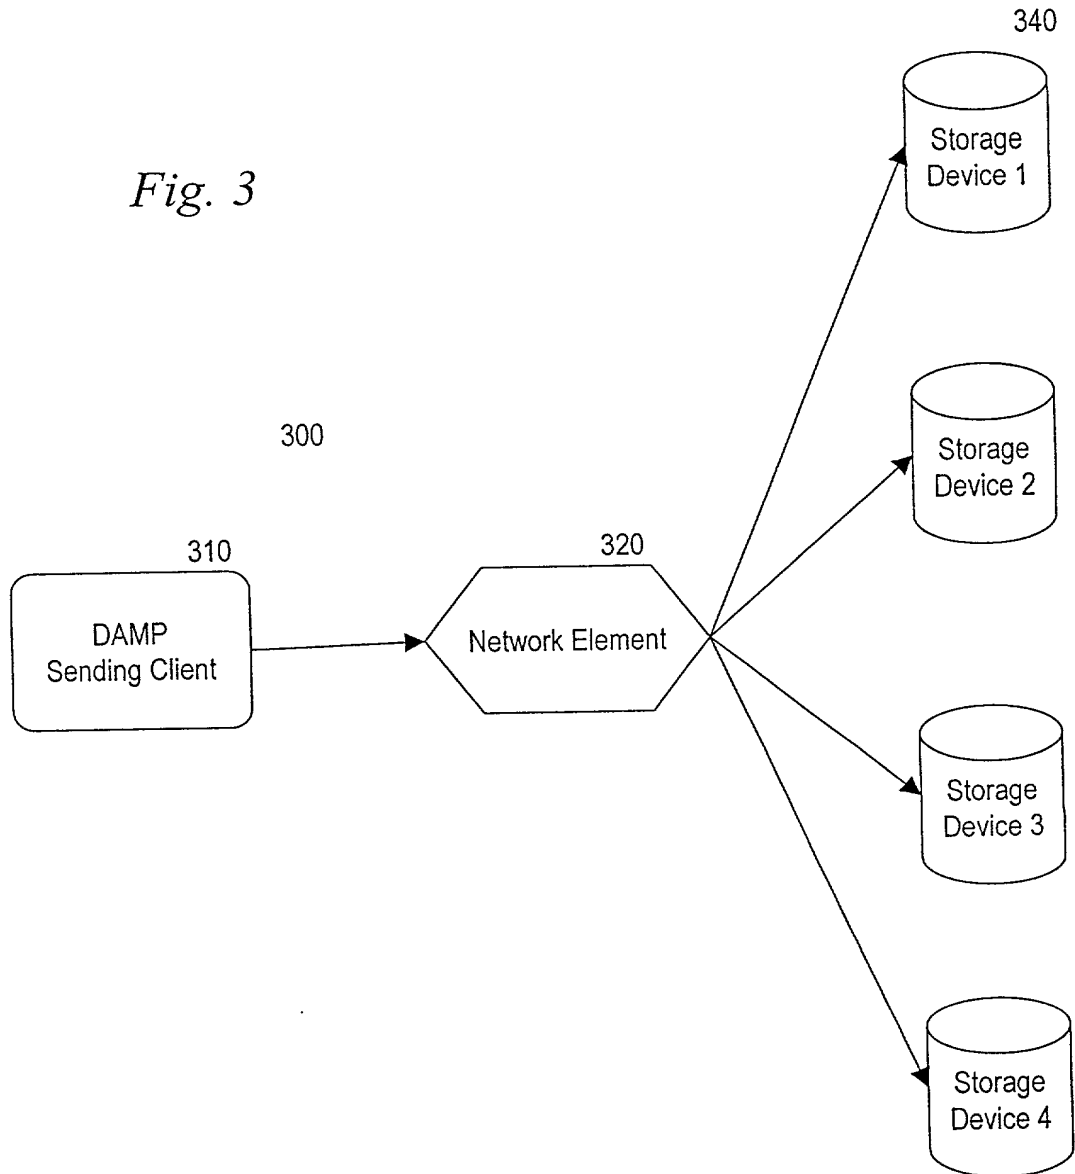 340
Storage
Device 1
Fig. 3
Storage
Device 2
300
310
320
DAMP
Sending Client
Network Element
Storage
Device 3
Storage
Device 4